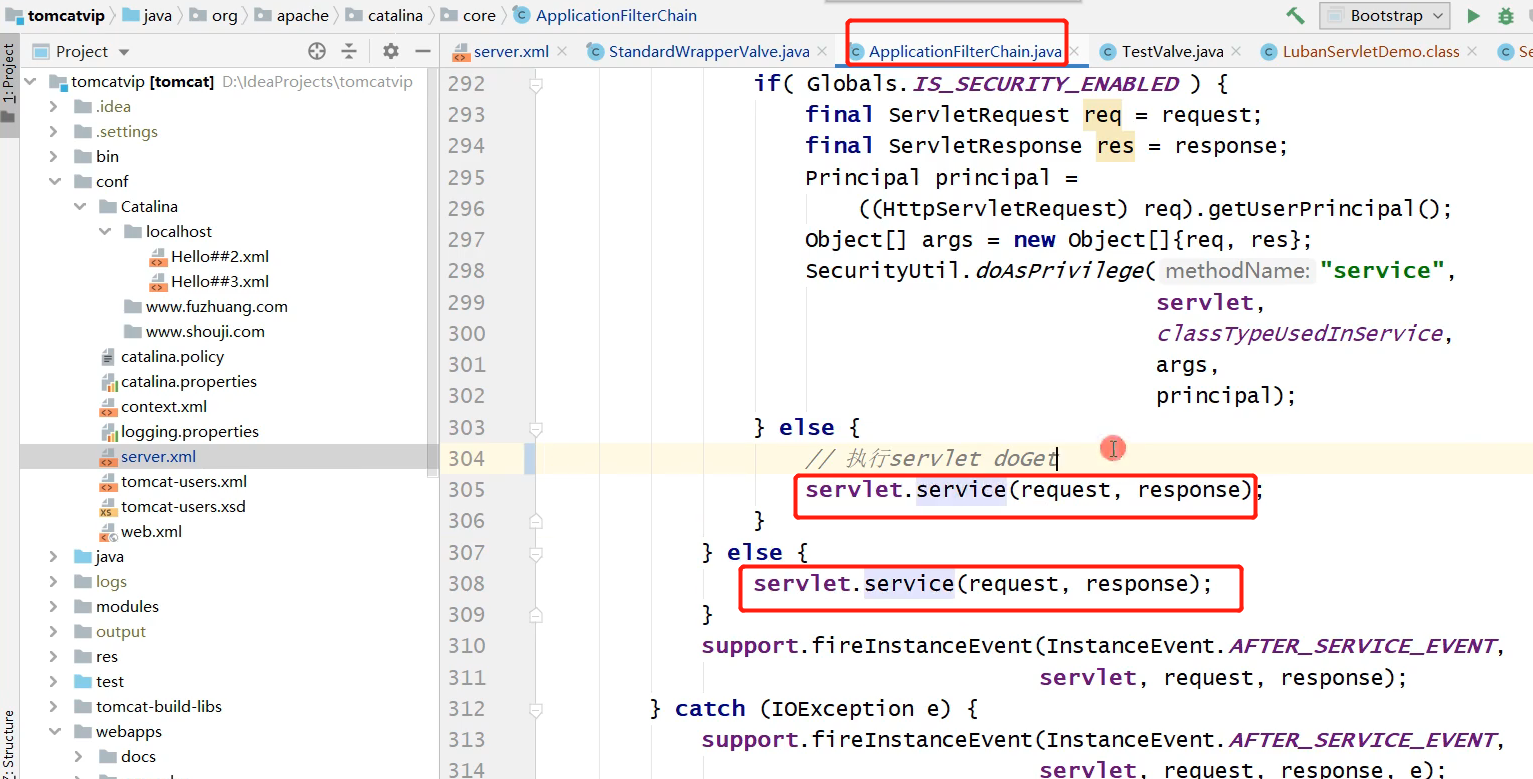 tomcatvip java org apache catalina core ApplicationFilterChain Bootstrap
Project server.xml StandardWrapperValve.java ApplicationFilterChain.java TestValve.java LubanServletDemo.class Se
1: Project
7: Structure
tomcatvip [tomcat] D:\IdeaProjects\tomcatvip
.idea
.settings
bin
conf
Catalina
localhost
Hello##2.xml
Hello##3.xml
www.fuzhuang.com
www.shouji.com
catalina.policy
catalina.properties
context.xml
logging.properties
server.xml
tomcat-users.xml
tomcat-users.xsd
web.xml
java
logs
modules
output
res
test
tomcat-build-libs
webapps
docs
292 if( Globals.IS_SECURITY_ENABLED ) {
293 final ServletRequest req = request;
294 final ServletResponse res = response;
295 Principal principal =
296 ((HttpServletRequest) req).getUserPrincipal();
297 Object[] args = new Object[]{req, res};
298 SecurityUtil.doAsPrivilege( methodName: "service",
299 servlet,
300 classTypeUsedInService,
301 args,
302 principal);
303 } else {
304 // 执行servlet doGet
305 servlet.service(request, response);
306 }
307 } else {
308 servlet.service(request, response);
309 }
310 support.fireInstanceEvent(InstanceEvent.AFTER_SERVICE_EVENT,
311 servlet, request, response);
312 } catch (IOException e) {
313 support.fireInstanceEvent(InstanceEvent.AFTER_SERVICE_EVENT,
314 servlet, request, response, e);